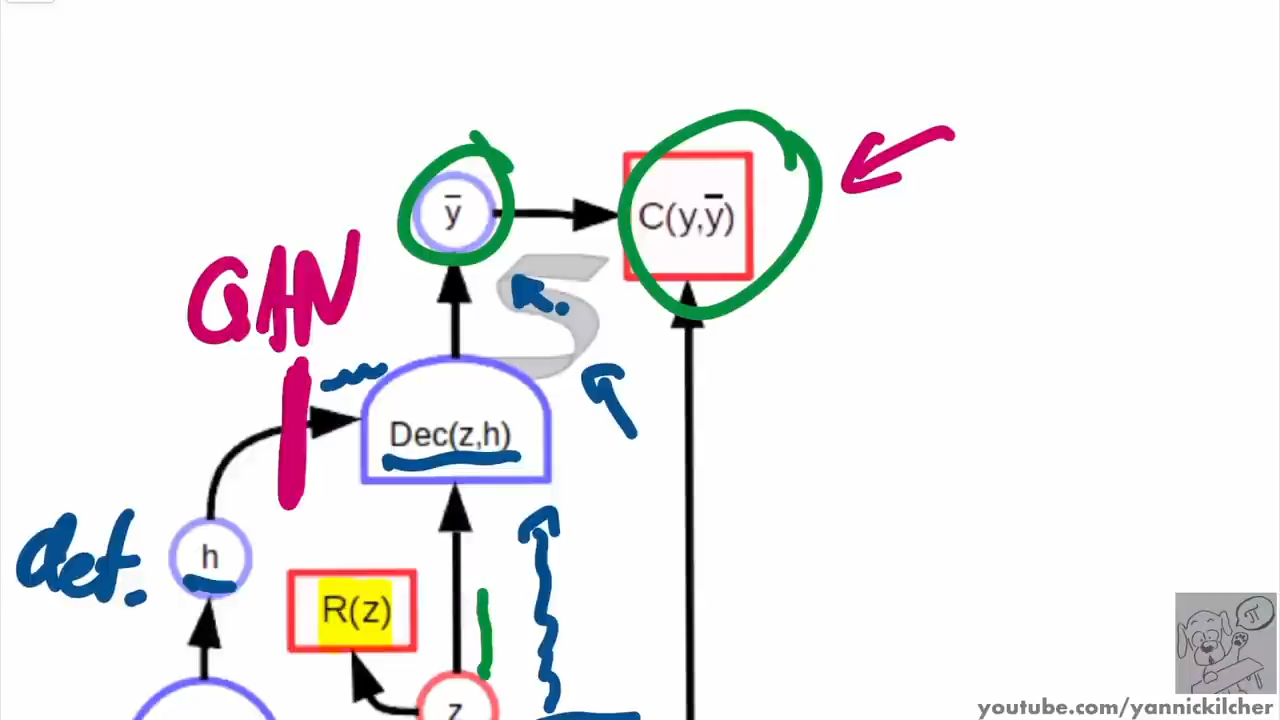 ȳ
C(y,ȳ)
GAN
Dec(z,h)
det.
h
R(z)
z
π
youtube.com/yannickilcher